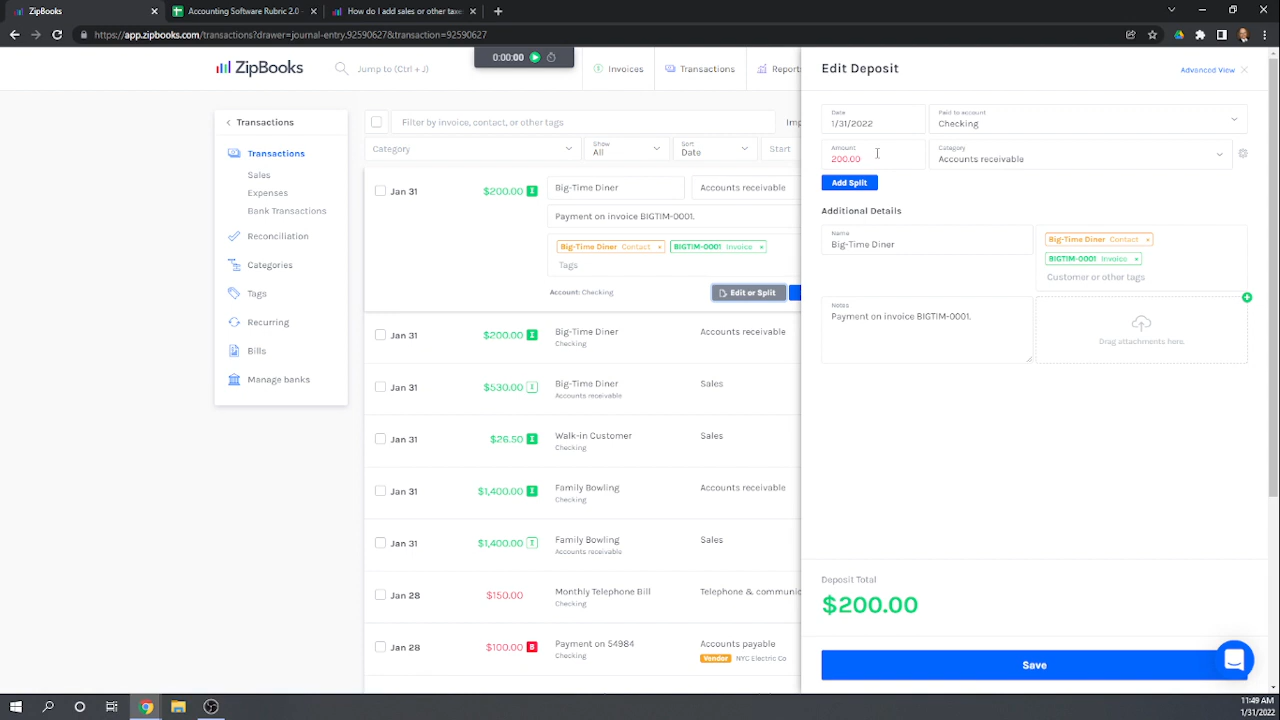 ZipBooks
Accounting Software Rubric 2.0 -
How do I add sales or other taxe
https://app.zipbooks.com/transactions?drawer=journal-entry.92590627&transaction=92590627
0:00:00
ZipBooks
Jump to (Ctrl + J)
Invoices
Transactions
Report
Transactions
Transactions
Sales
Expenses
Bank Transactions
Reconciliation
Categories
Tags
Recurring
Bills
Manage banks
Filter by invoice, contact, or other tags
Imp
Category
Show
All
Sort
Date
Start
Jan 31
$200.00 I
Big-Time Diner
Accounts receivable
Payment on invoice BIGTIM-0001.
Big-Time Diner Contact ×
BIGTIM-0001 Invoice ×
Tags
Account: Checking
Edit or Split
Jan 31 $200.00 I Big-Time Diner Accounts receivable
Checking
Jan 31 $530.00 I Big-Time Diner Sales
Accounts receivable
Jan 31 $26.50 I Walk-in Customer Sales
Checking
Jan 31 $1,400.00 I Family Bowling Accounts receivable
Checking
Jan 31 $1,400.00 I Family Bowling Sales
Accounts receivable
Jan 28 $150.00 Monthly Telephone Bill Telephone & communic
Checking
Jan 28 $100.00 B Payment on 54984 Accounts payable
Checking Vendor NYC Electric Co
Edit Deposit
Advanced View
Date
1/31/2022
Paid to account
Checking
Amount
200.00
Category
Accounts receivable
Add Split
Additional Details
Name
Big-Time Diner
Big-Time Diner Contact ×
BIGTIM-0001 Invoice ×
Customer or other tags
Notes
Payment on invoice BIGTIM-0001.
Drag attachments here.
Deposit Total
$200.00
Save
11:49 AM
1/31/2022